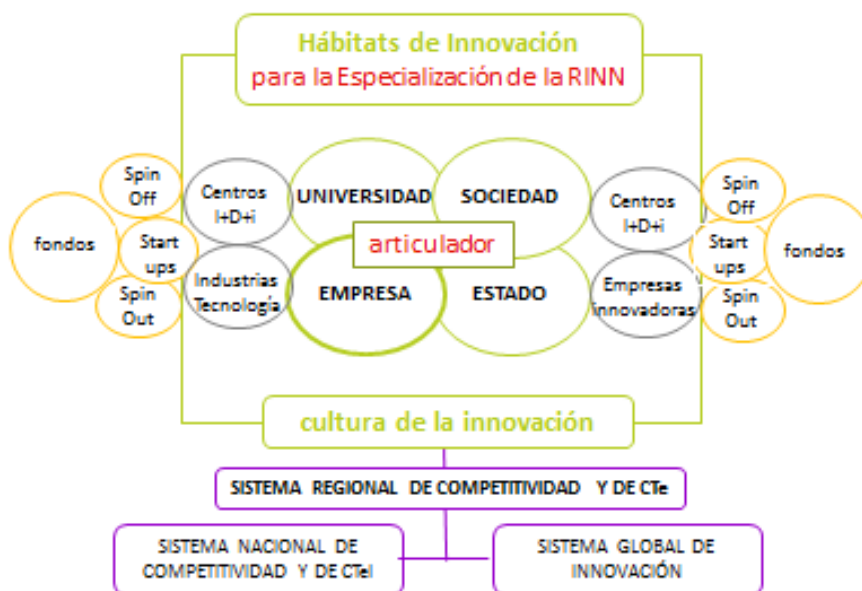 Hábitats de Innovación
para la Especialización de la RINN
fondos
Spin
Off
Start
ups
Spin
Out
Centros
I+D+i
Industrias
Tecnología
UNIVERSIDAD
SOCIEDAD
articulador
EMPRESA
ESTADO
Centros
I+D+i
Empresas
innovadoras
Spin
Off
Start
ups
Spin
Out
fondos
cultura de la innovación
SISTEMA REGIONAL DE COMPETITIVIDAD Y DE CTe
SISTEMA NACIONAL DE
COMPETITIVIDAD Y DE CTeI
SISTEMA GLOBAL DE
INNOVACIÓN